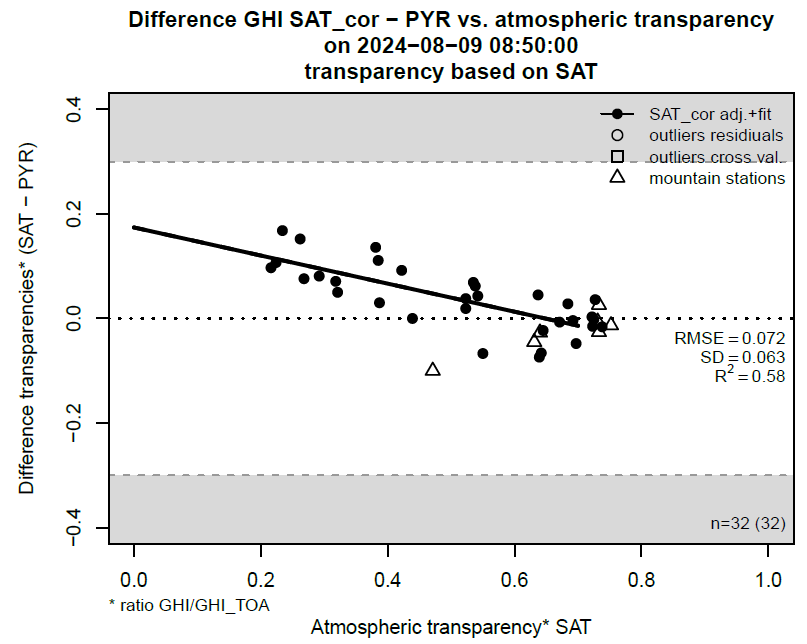 Difference GHI SAT_cor − PYR vs. atmospheric transparency
on 2024−08−09 08:50:00
transparency based on SAT
SAT_cor adj.+fit
outliers residiuals
outliers cross val.
mountain stations
Difference transparencies* (SAT − PYR)
0.4
0.2
0.0
−0.2
−0.4
RMSE = 0.072
SD = 0.063
R² = 0.58
n=32 (32)
0.0 0.2 0.4 0.6 0.8 1.0
* ratio GHI/GHI_TOA
Atmospheric transparency* SAT